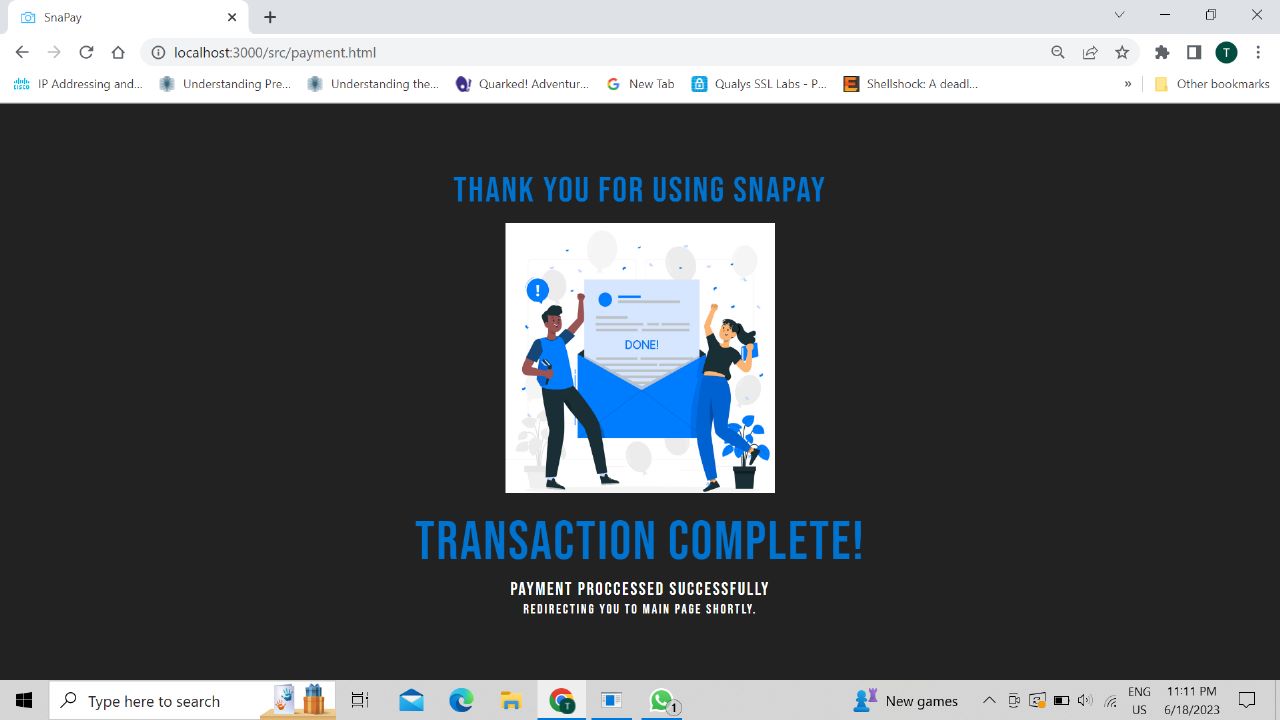 SnaPay
localhost:3000/src/payment.html
T
IP Addressing and...
Understanding Pre...
Understanding the ...
Quarked! Adventu...
New Tab
Qualys SSL Labs - P...
Shellshock: A deadl...
»
Other bookmarks
THANK YOU FOR USING SNAPAY
!
DONE!
TRANSACTION COMPLETE!
PAYMENT PROCCESSED SUCCESSFULLY
REDIRECTING YOU TO MAIN PAGE SHORTLY.
Type here to search
T
1
New games
ENG
US
11:11 PM
6/18/2023